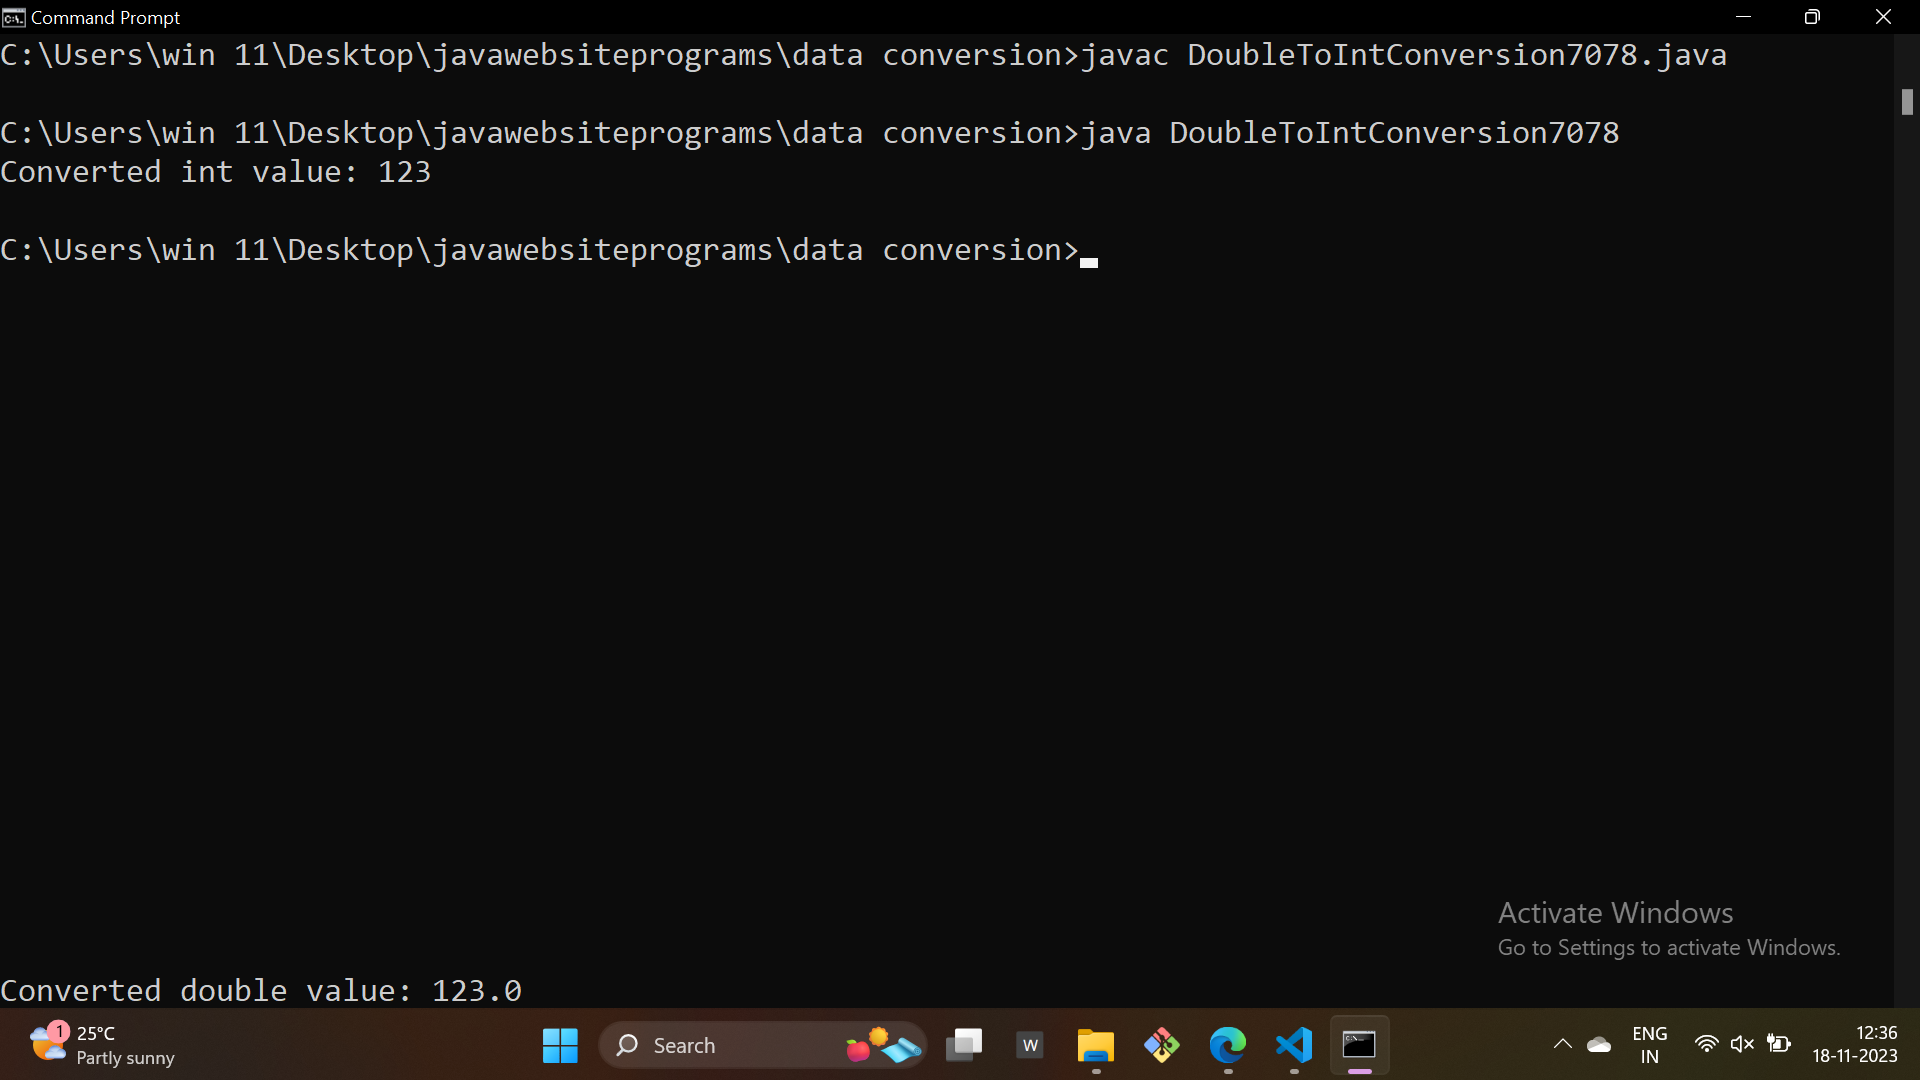 Command Prompt
C:\Users\win 11\Desktop\javawebsiteprograms\data conversion>javac DoubleToIntConversion7078.java
C:\Users\win 11\Desktop\javawebsiteprograms\data conversion>java DoubleToIntConversion7078
Converted int value: 123
C:\Users\win 11\Desktop\javawebsiteprograms\data conversion>
Activate Windows
Go to Settings to activate Windows.
Converted double value: 123.0
1
25°C
Partly sunny
Search
W
ENG
IN
12:36
18-11-2023